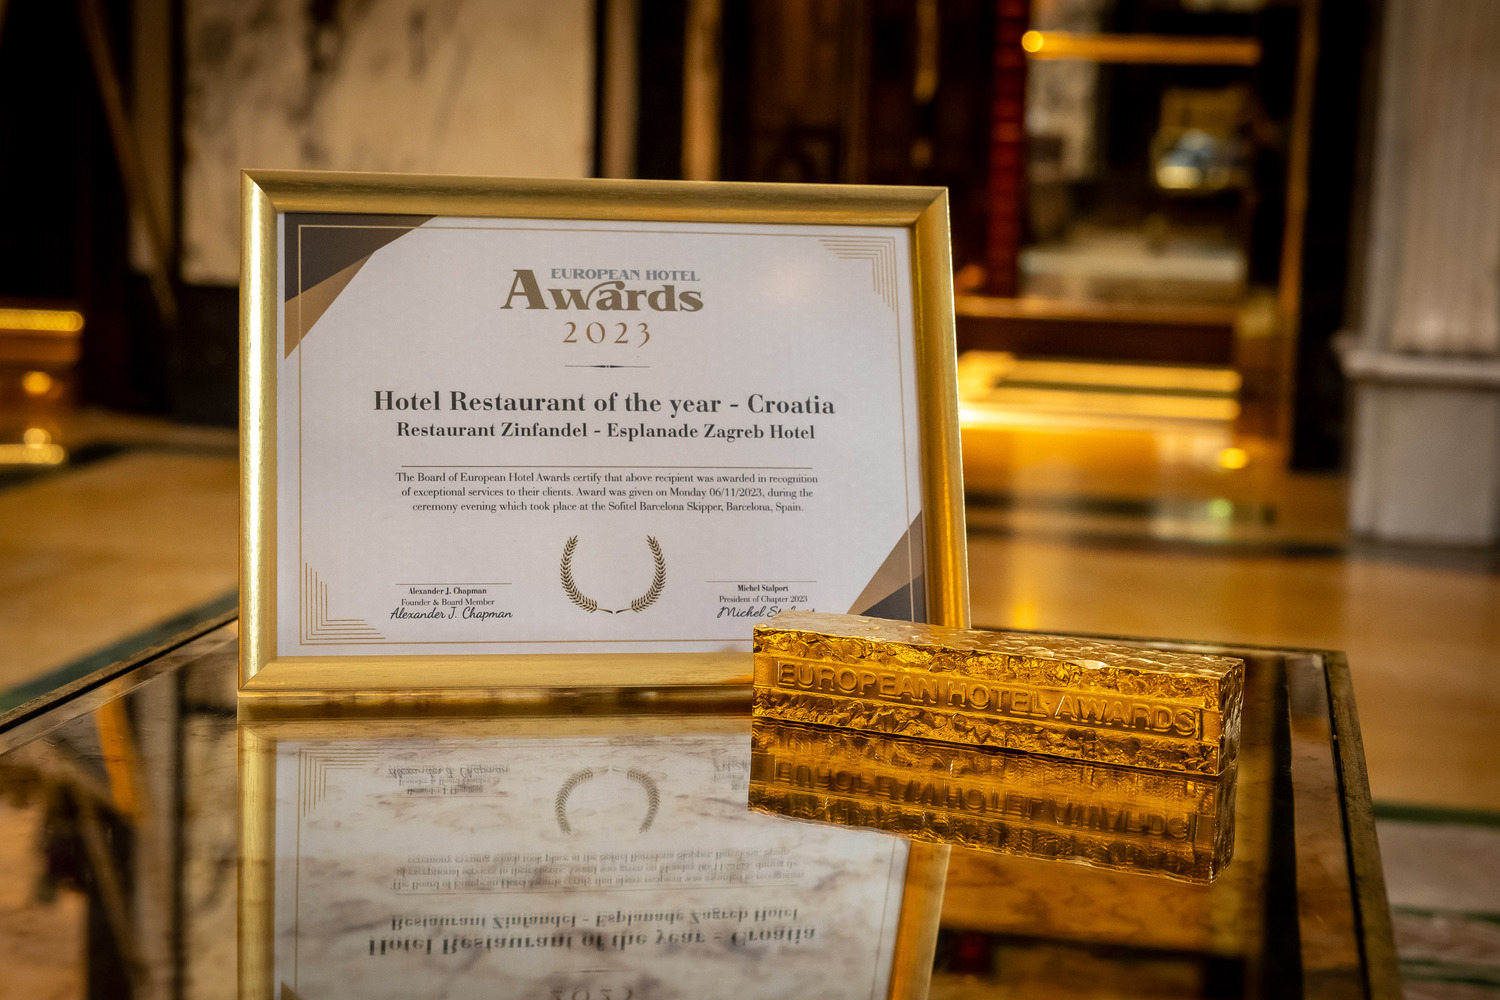 EUROPEAN HOTEL
Awards
2023
Hotel Restaurant of the year - Croatia
Restaurant Zinfandel - Esplanade Zagreb Hotel
The Board of European Hotel Awards certify that above recipient was awarded in recognition
of exceptional services to their clients. Award was given on Monday 06/11/2023, during the
ceremony evening which took place at the Sofitel Barcelona Skipper, Barcelona, Spain.
Alexander J. Chapman
Founder & Board Member
Alexander J. Chapman
Michel Stalport
President of Chapter 2023
Michel
EUROPEAN HOTEL AWARDS